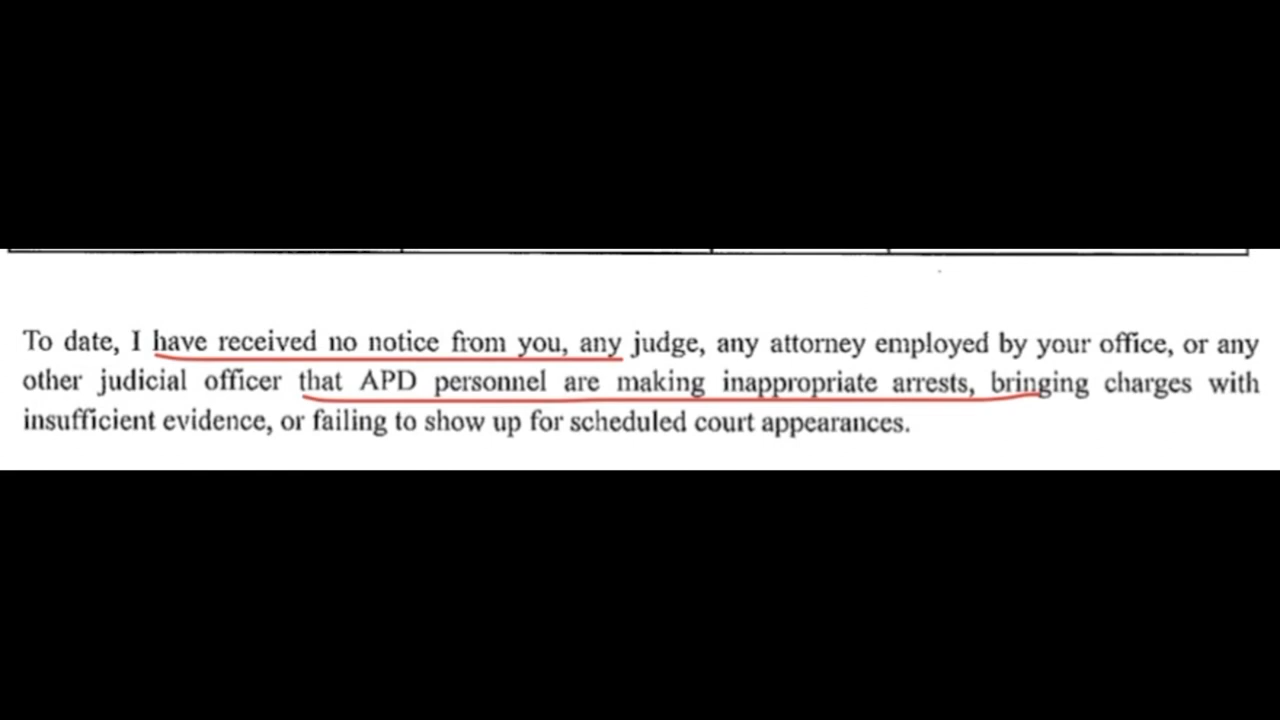 To date, I have received no notice from you, any judge, any attorney employed by your office, or any
other judicial officer that APD personnel are making inappropriate arrests, bringing charges with
insufficient evidence, or failing to show up for scheduled court appearances.